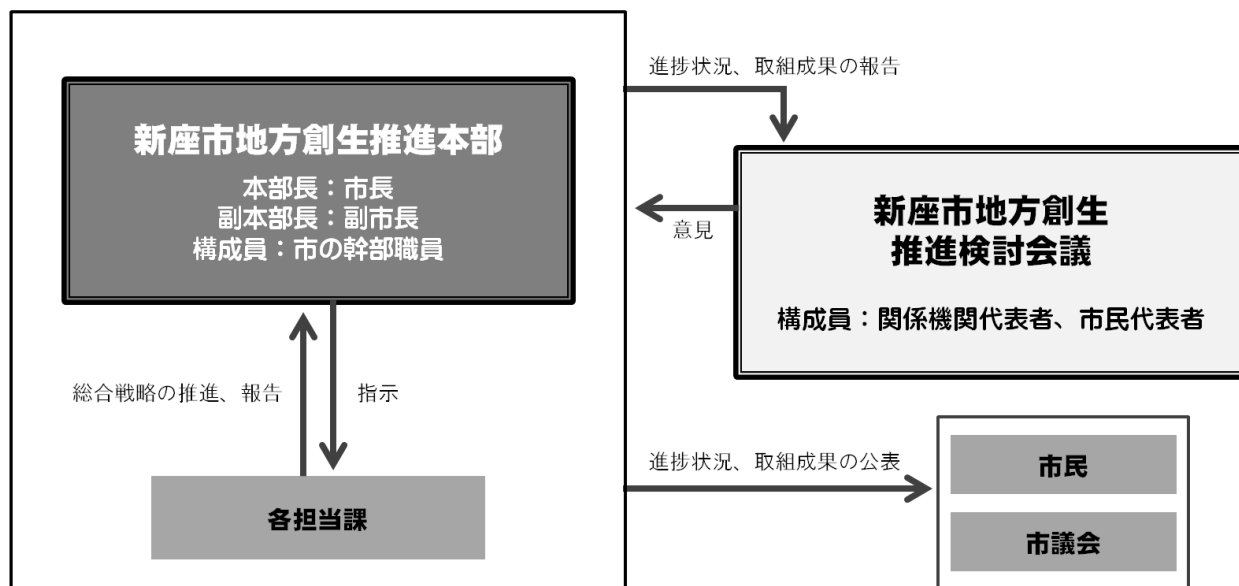 新座市地方創生推進本部
本部長：市長
副本部長：副市長
構成員：市の幹部職員
総合戦略の推進、報告
指示
各担当課
進捗状況、取組成果の報告
意見
新座市地方創生
推進検討会議
構成員：関係機関代表者、市民代表者
進捗状況、取組成果の公表
市民
市議会